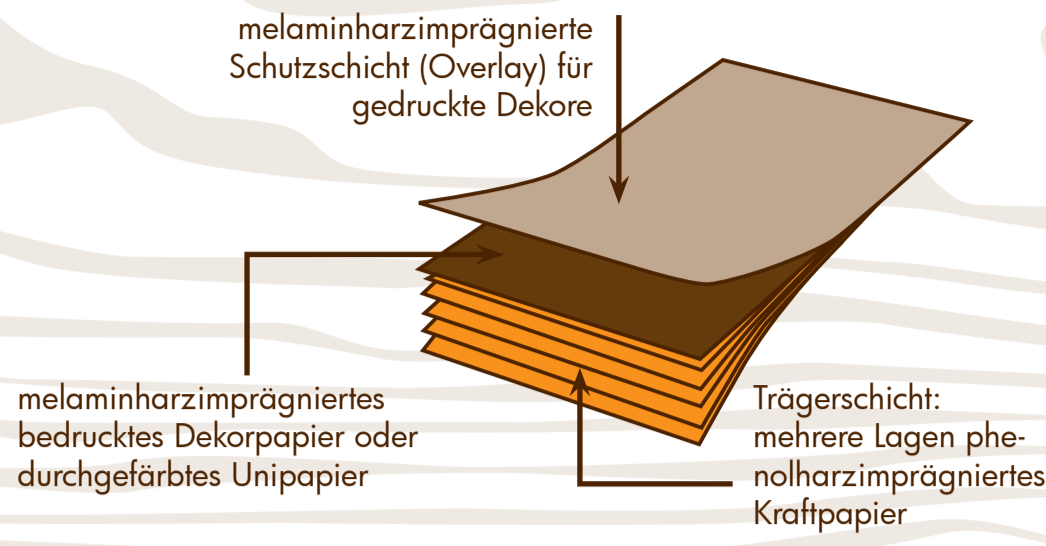 melaminharzimprägnierte
Schutzschicht (Overlay) für
gedruckte Dekore
melaminharzimprägniertes
bedrucktes Dekorpapier oder
durchgefärbtes Unipapier
Trägerschicht:
mehrere Lagen phe-
nolharzimprägniertes
Kraftpapier